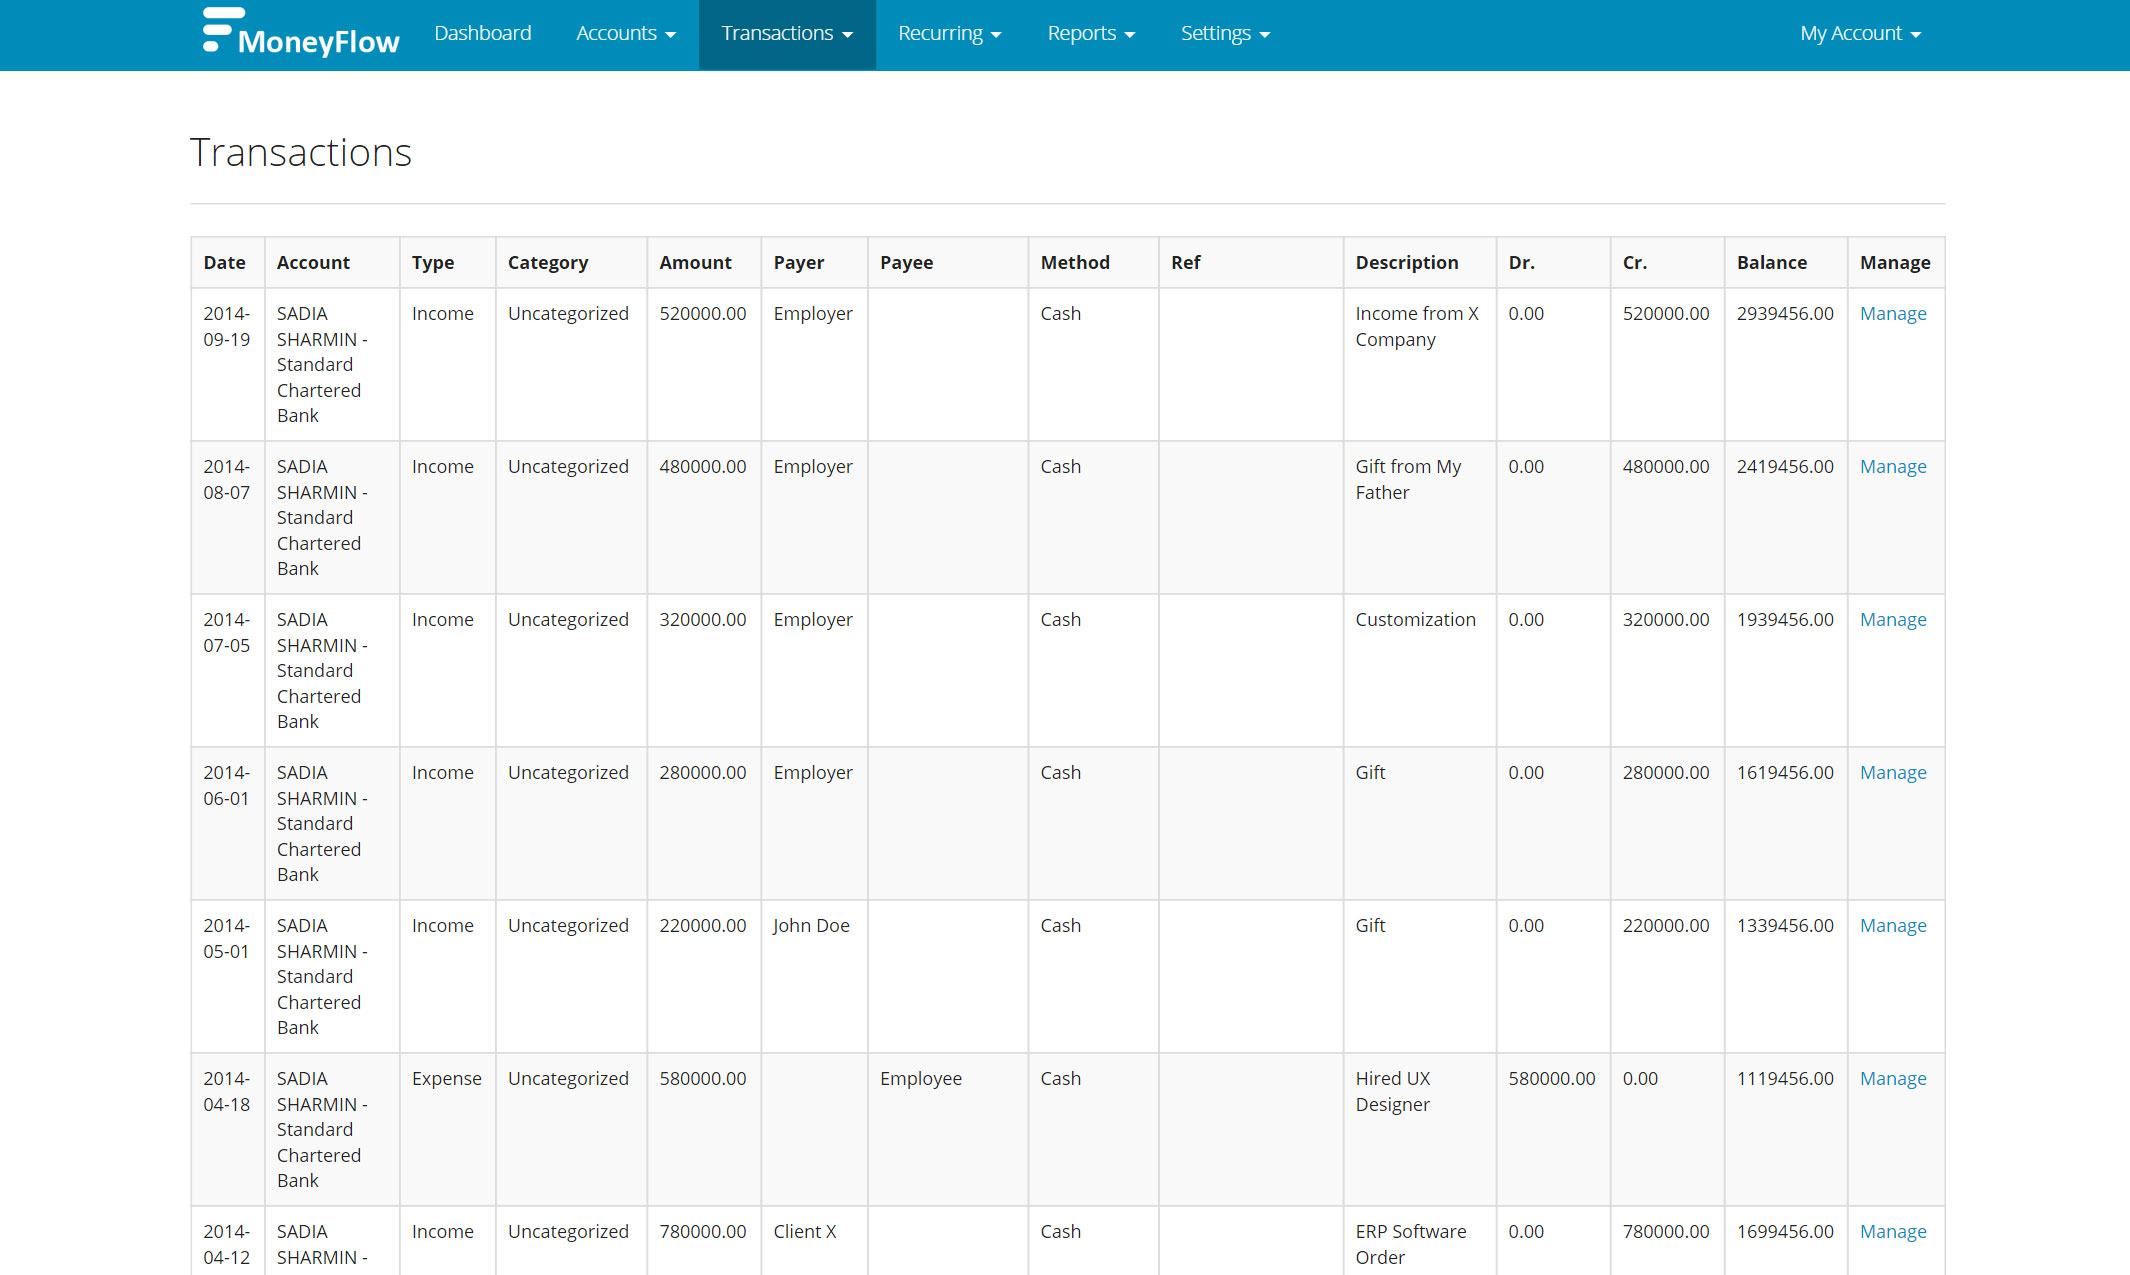 MoneyFlow Dashboard Accounts Transactions Recurring Reports Settings My Account
Transactions
Date Account Type Category Amount Payer Payee Method Ref Description Dr. Cr. Balance Manage
2014- SADIA Income Uncategorized 520000.00 Employer Cash Income from X 0.00 520000.00 2939456.00 Manage
09-19 SHARMIN - Company
Standard
Chartered
Bank
2014- SADIA Income Uncategorized 480000.00 Employer Cash Gift from My 0.00 480000.00 2419456.00 Manage
08-07 SHARMIN - Father
Standard
Chartered
Bank
2014- SADIA Income Uncategorized 320000.00 Employer Cash Customization 0.00 320000.00 1939456.00 Manage
07-05 SHARMIN -
Standard
Chartered
Bank
2014- SADIA Income Uncategorized 280000.00 Employer Cash Gift 0.00 280000.00 1619456.00 Manage
06-01 SHARMIN -
Standard
Chartered
Bank
2014- SADIA Income Uncategorized 220000.00 John Doe Cash Gift 0.00 220000.00 1339456.00 Manage
05-01 SHARMIN -
Standard
Chartered
Bank
2014- SADIA Expense Uncategorized 580000.00 Employee Cash Hired UX 580000.00 0.00 1119456.00 Manage
04-18 SHARMIN - Designer
Standard
Chartered
Bank
2014- SADIA Income Uncategorized 780000.00 Client X Cash ERP Software 0.00 780000.00 1699456.00 Manage
04-12 SHARMIN - Order